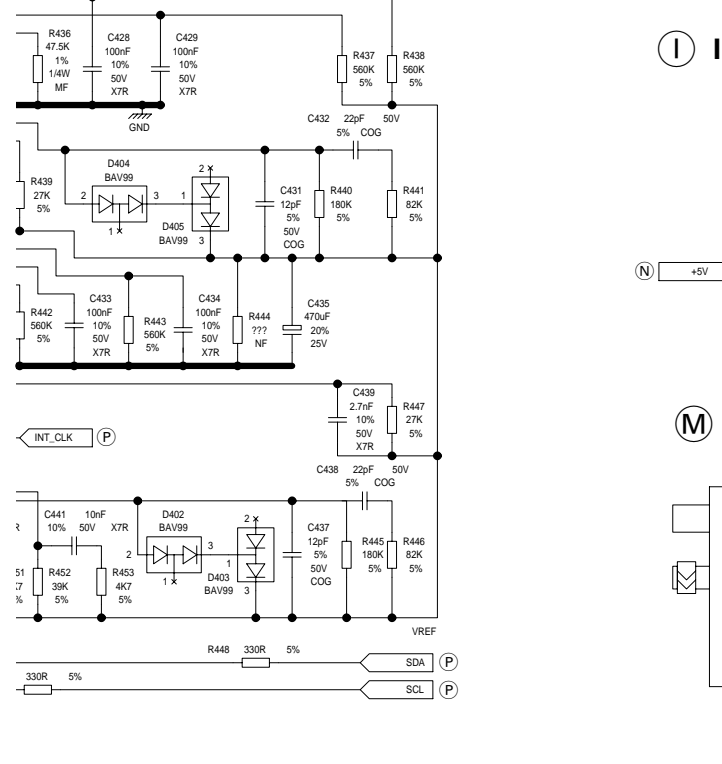 R436
47.5K
1%
1/4W
MF
C428
100nF
10%
50V
X7R
C429
100nF
10%
50V
X7R
R437
560K
5%
R438
560K
5%
I I
GND
C432 22pF 50V
5% COG
R439
27K
5%
D404
BAV99
2 3
1
2
1
D405
BAV99 3
C431
12pF
5%
50V
COG
R440
180K
5%
R441
82K
5%
N +5V
R442
560K
5%
C433
100nF
10%
50V
X7R
R443
560K
5%
C434
100nF
10%
50V
X7R
R444
???
NF
C435
470uF
20%
25V
C439
2.7nF
10%
50V
X7R
R447
27K
5%
M
INT_CLK P
C438 22pF 50V
5% COG
R
C441 10nF
10% 50V X7R
D402
BAV99
2 3
1
2
1
D403
BAV99 3
C437
12pF
5%
50V
COG
R445
180K
5%
R446
82K
5%
51
K7
%
R452
39K
5%
R453
4K7
5%
VREF
R448 330R 5%
SDA P
330R 5%
SCL P